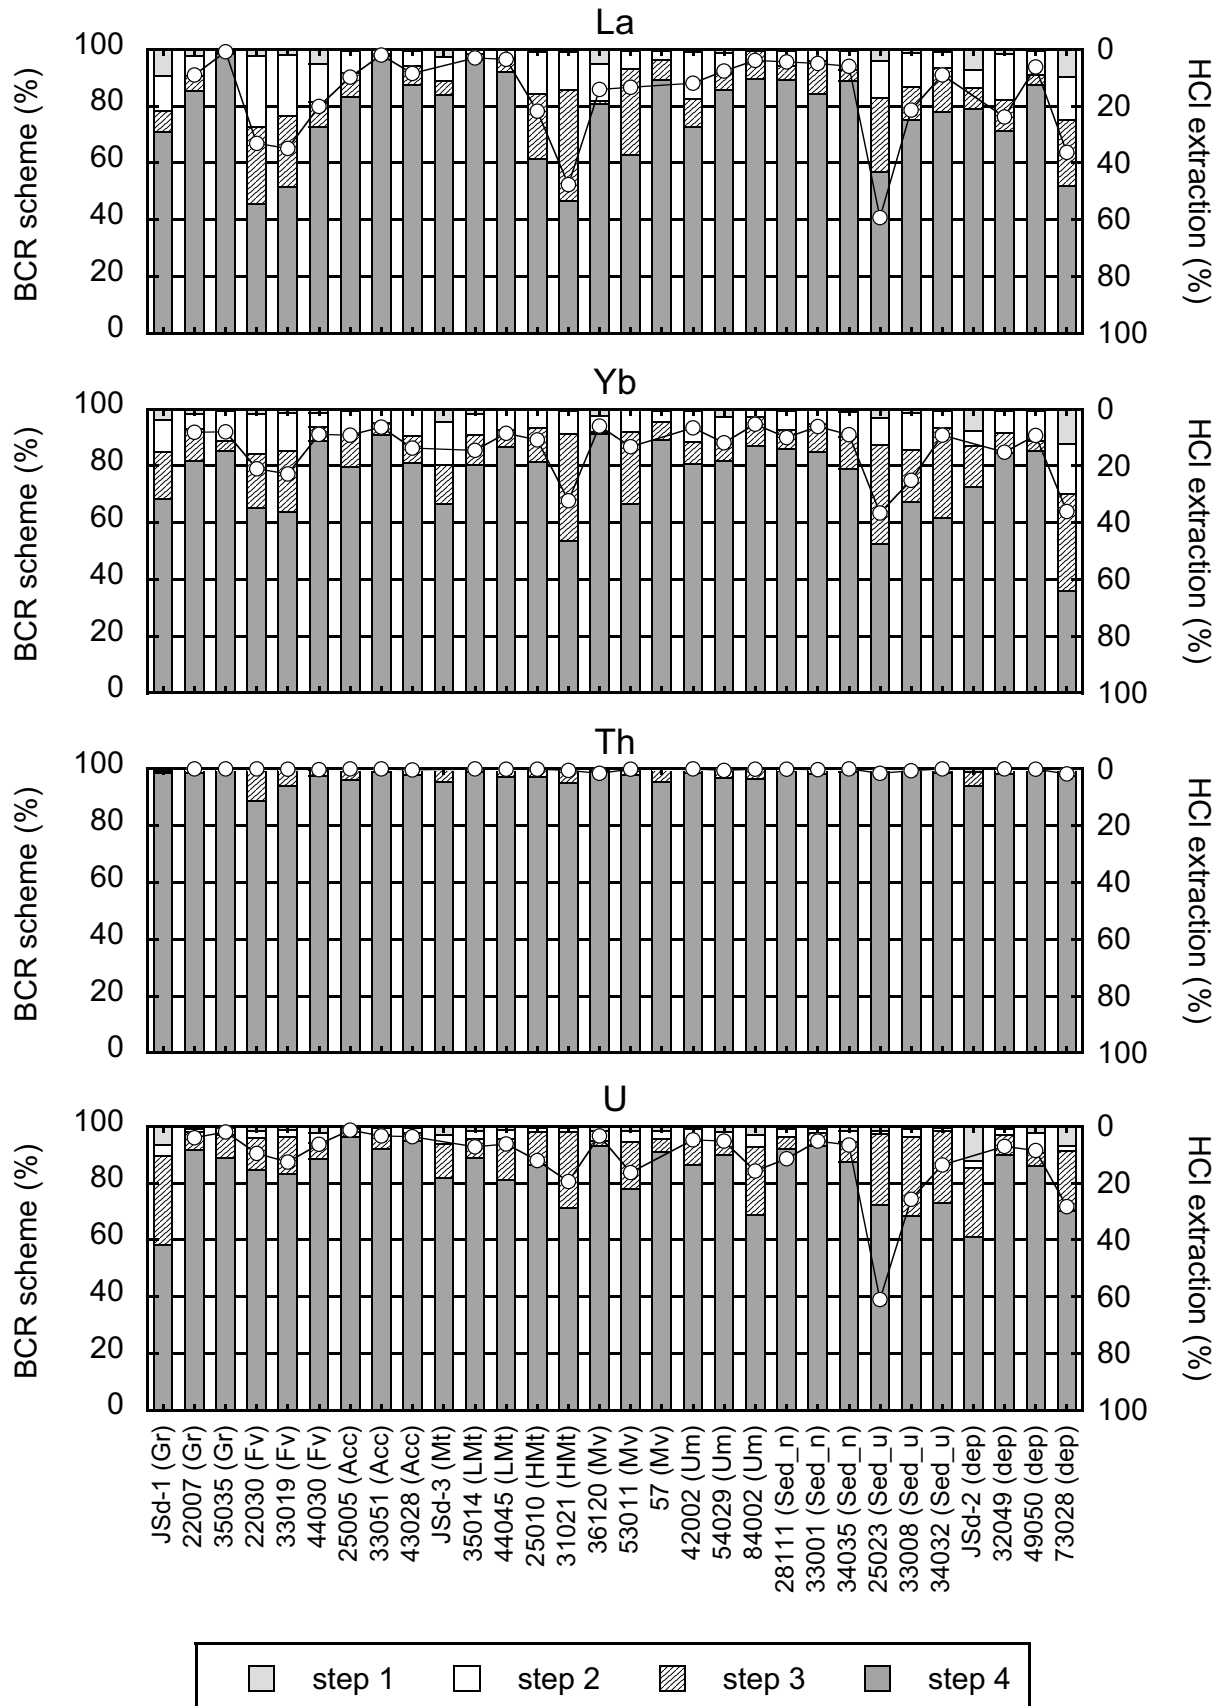 La
BCR scheme (%)
100
80
60
40
20
0
0
20
40
60
80
100
HCl extraction (%)
Yb
BCR scheme (%)
100
80
60
40
20
0
0
20
40
60
80
100
HCl extraction (%)
Th
BCR scheme (%)
100
80
60
40
20
0
0
20
40
60
80
100
HCl extraction (%)
U
BCR scheme (%)
100
80
60
40
20
0
0
20
40
60
80
100
HCl extraction (%)
JSd-1 (Gr)
22007 (Gr)
35035 (Gr)
22030 (Fv)
33019 (Fv)
44030 (Fv)
25005 (Acc)
33051 (Acc)
43028 (Acc)
JSd-3 (Mt)
35014 (LMt)
44045 (LMt)
25010 (HMt)
31021 (HMt)
36120 (Mv)
53011 (Mv)
57 (Mv)
42002 (Um)
54029 (Um)
84002 (Um)
28111 (Sed_n)
33001 (Sed_n)
34035 (Sed_n)
25023 (Sed_u)
33008 (Sed_u)
34032 (Sed_u)
JSd-2 (dep)
32049 (dep)
49050 (dep)
73028 (dep)
step 1
step 2
step 3
step 4